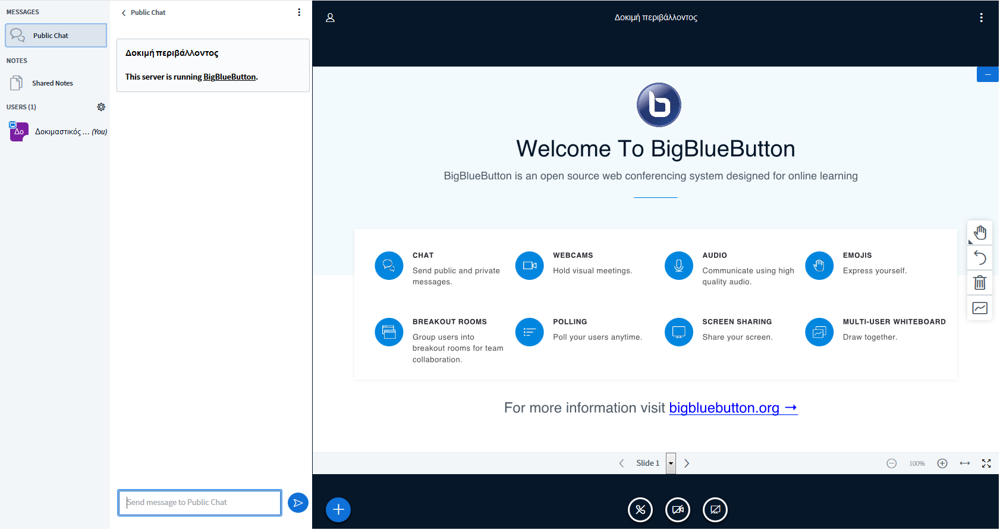 MESSAGES
Public Chat
NOTES
Shared Notes
USERS (1)
Δο
Δοκιμαστικός ... (You)
Public Chat
Δοκιμή περιβάλλοντος
This server is running BigBlueButton.
Send message to Public Chat
Δοκιμή περιβάλλοντος
b
Welcome To BigBlueButton
BigBlueButton is an open source web conferencing system designed for online learning
CHAT
Send public and private
messages.
WEBCAMS
Hold visual meetings.
AUDIO
Communicate using high
quality audio.
EMOJIS
Express yourself.
BREAKOUT ROOMS
Group users into
breakout rooms for team
collaboration.
POLLING
Poll your users anytime.
SCREEN SHARING
Share your screen.
MULTI-USER WHITEBOARD
Draw together.
For more information visit bigbluebutton.org →
Slide 1
100%